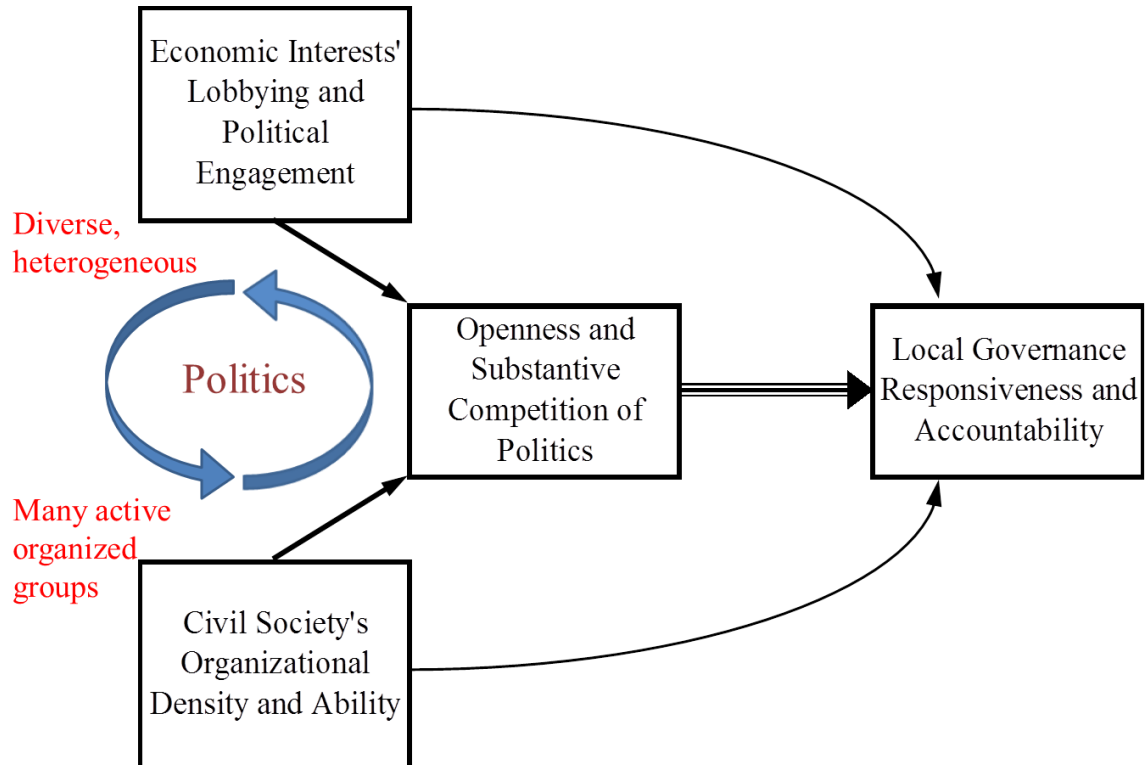 Economic Interests'
Lobbying and
Political
Engagement
Diverse,
heterogeneous
Politics
Openness and
Substantive
Competition of
Politics
Local Governance
Responsiveness and
Accountability
Many active
organized
groups
Civil Society's
Organizational
Density and Ability